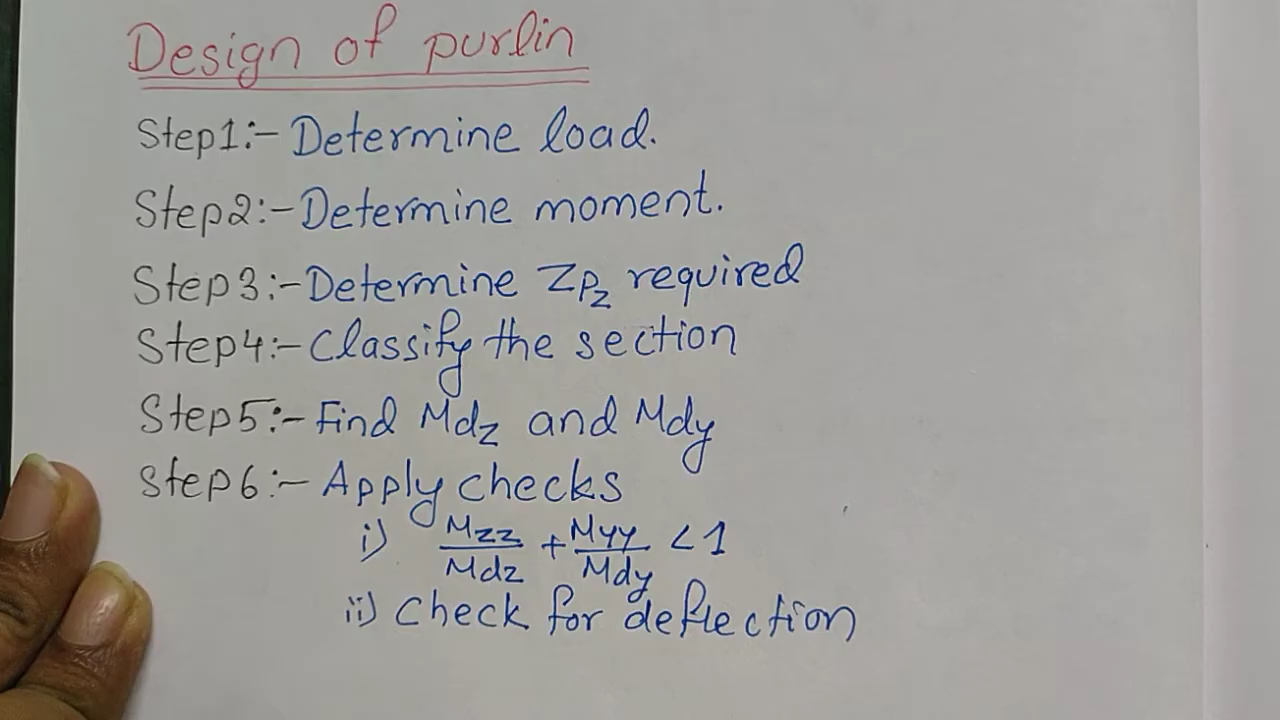 Design of purlin
Step1:- Determine load.
Step2:- Determine moment.
Step3:- Determine Zpz required
Step4:- Classify the section
Step5:- Find Mdz and Mdy
Step6:- Apply checks
i) Mzz/Mdz + Myy/Mdy < 1
ii) Check for deflection